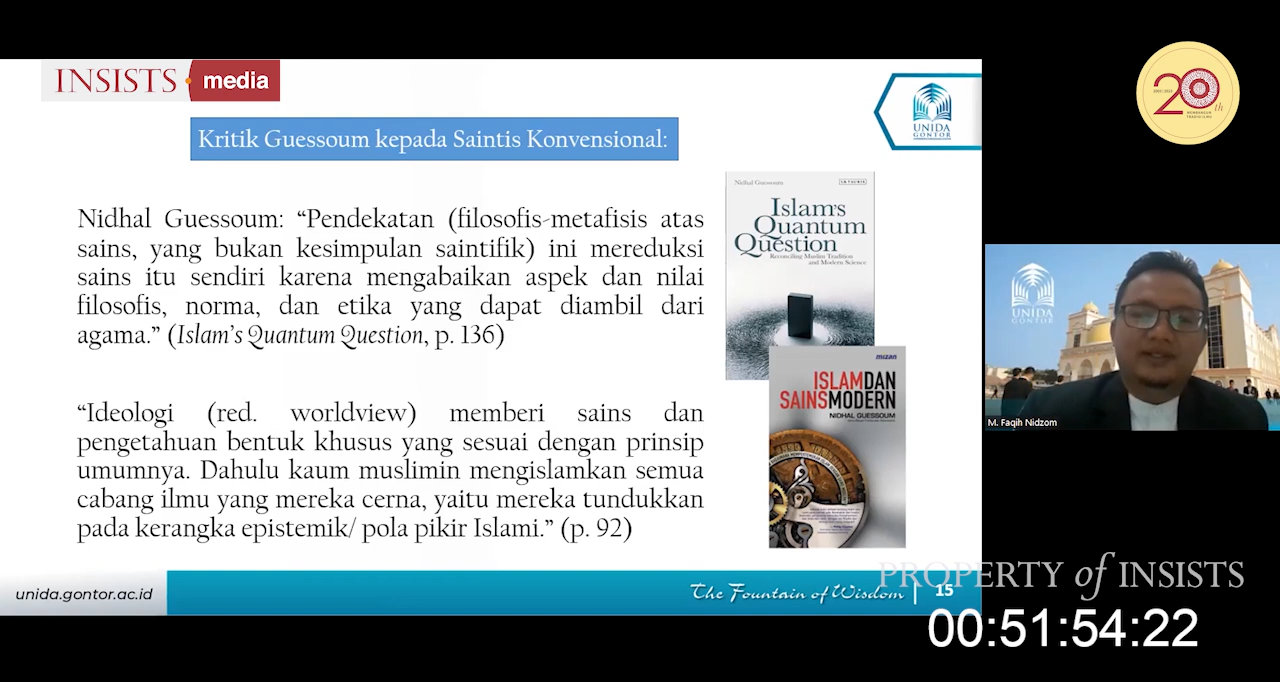 INSISTS media
Kritik Guessoum kepada Saintis Konvensional:
UNIDA
GONTOR
20th
Nidhal Guessoum: “Pendekatan (filosofis-metafisis atas
sains, yang bukan kesimpulan saintifik) ini mereduksi
sains itu sendiri karena mengabaikan aspek dan nilai
filosofis, norma, dan etika yang dapat diambil dari
agama.” (Islam’s Quantum Question, p. 136)
“Ideologi (red. worldview) memberi sains dan
pengetahuan bentuk khusus yang sesuai dengan prinsip
umumnya. Dahulu kaum muslimin mengislamkan semua
cabang ilmu yang mereka cerna, yaitu mereka tundukkan
pada kerangka epistemik/ pola pikir Islami.” (p. 92)
Nidhal Guessoum
Islam's
Quantum
Question
Reconciling Muslim Tradition
and Modern Science
mizan
ISLAMDAN
SAINSMODERN
NIDHAL GUESSOUM
UNIDA
GONTOR
M. Faqih Nidzom
unida.gontor.ac.id
The Fountain of Wisdom | 15
PROPERTY of INSISTS
00:51:54:22